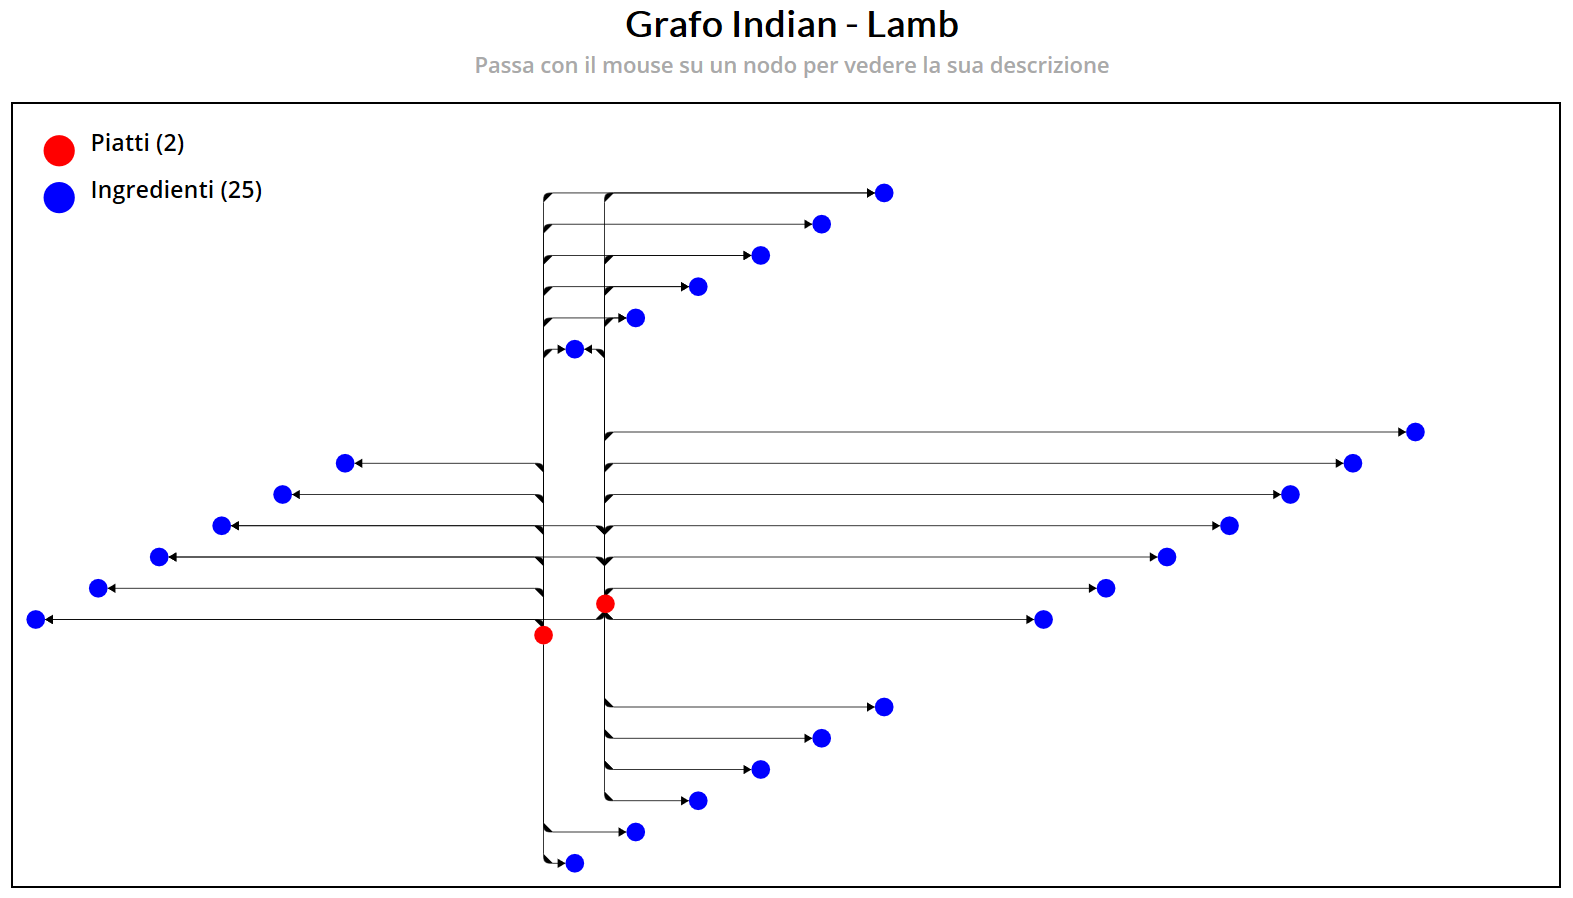 Grafo Indian - Lamb
Passa con il mouse su un nodo per vedere la sua descrizione
Piatti (2)
Ingredienti (25)